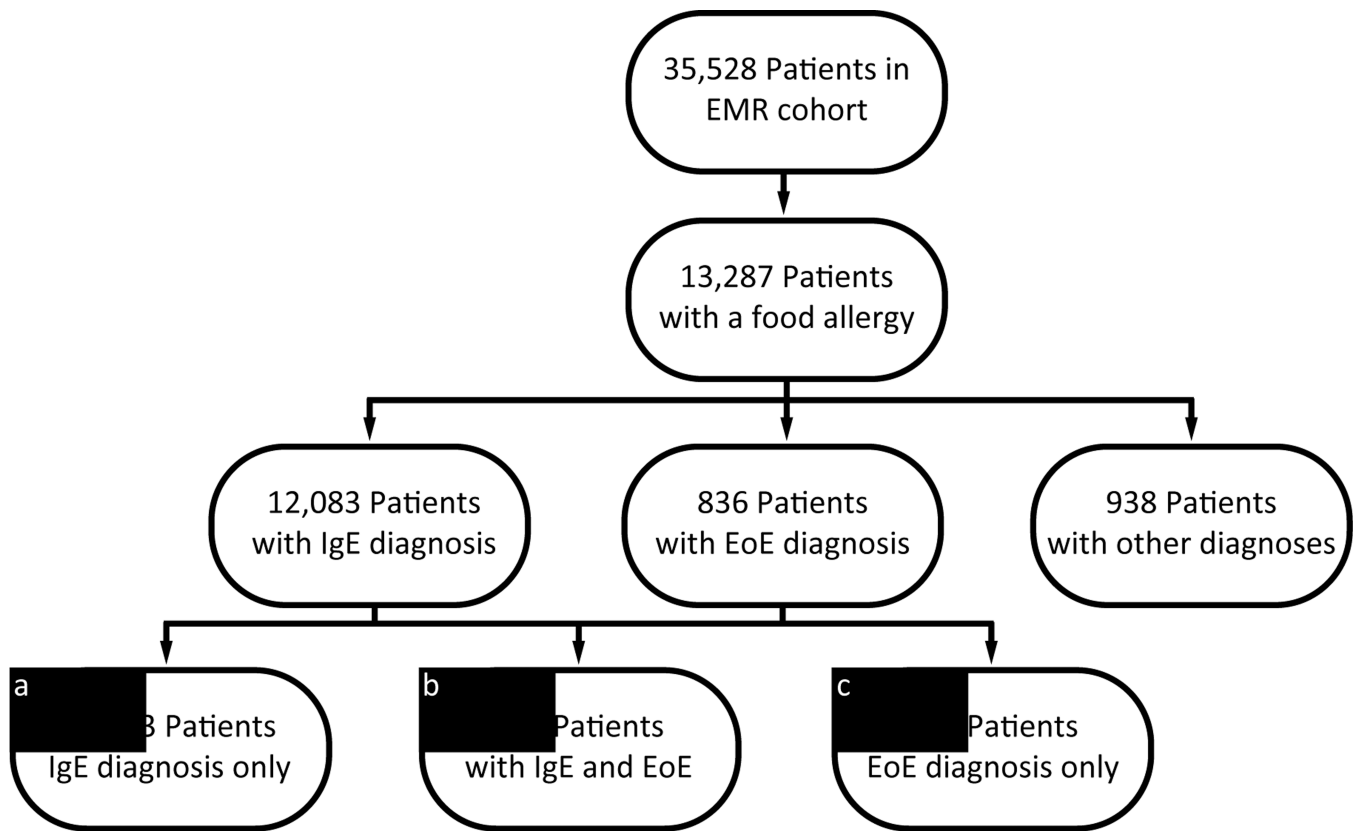 35,528 Patients in
EMR cohort
13,287 Patients
with a food allergy
12,083 Patients
with IgE diagnosis
836 Patients
with EoE diagnosis
938 Patients
with other diagnoses
a
Patients
IgE diagnosis only
b
Patients
with IgE and EoE
c
Patients
EoE diagnosis only